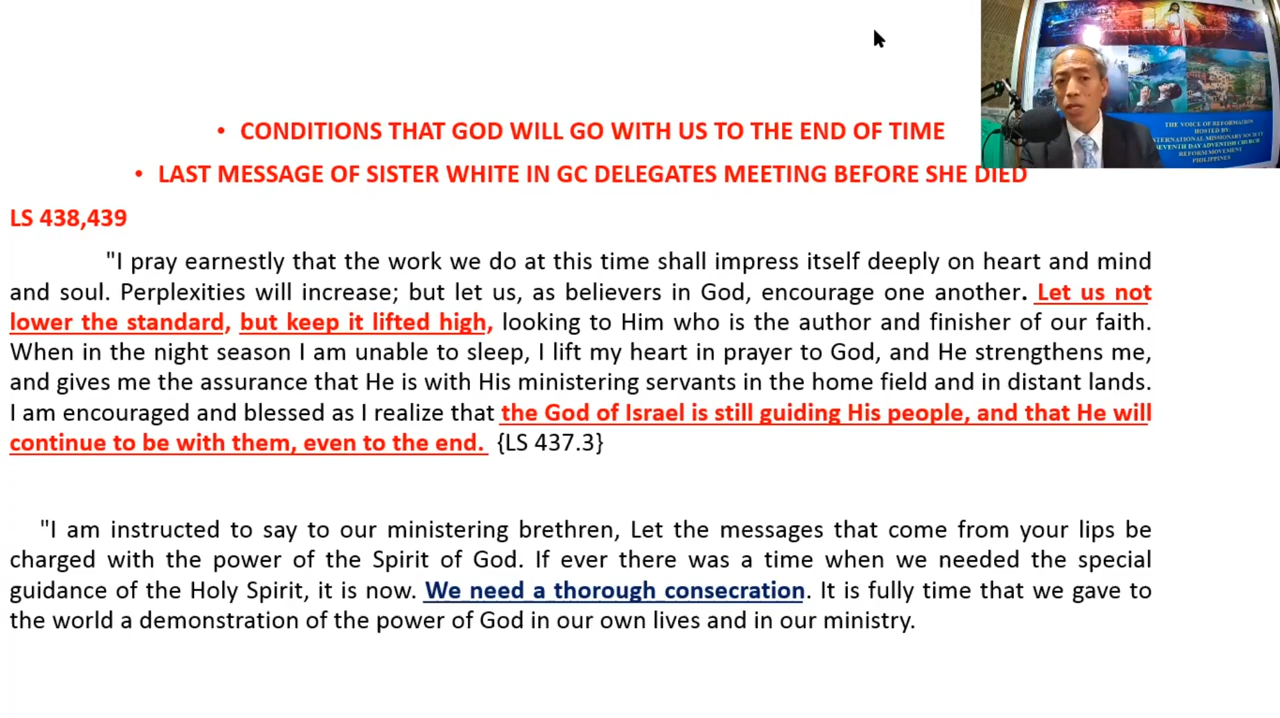 • CONDITIONS THAT GOD WILL GO WITH US TO THE END OF TIME
• LAST MESSAGE OF SISTER WHITE IN GC DELEGATES MEETING BEFORE SHE DIED
LS 438,439
"I pray earnestly that the work we do at this time shall impress itself deeply on heart and mind
and soul. Perplexities will increase; but let us, as believers in God, encourage one another. Let us not
lower the standard, but keep it lifted high, looking to Him who is the author and finisher of our faith.
When in the night season I am unable to sleep, I lift my heart in prayer to God, and He strengthens me,
and gives me the assurance that He is with His ministering servants in the home field and in distant lands.
I am encouraged and blessed as I realize that the God of Israel is still guiding His people, and that He will
continue to be with them, even to the end. {LS 437.3}
"I am instructed to say to our ministering brethren, Let the messages that come from your lips be
charged with the power of the Spirit of God. If ever there was a time when we needed the special
guidance of the Holy Spirit, it is now. We need a thorough consecration. It is fully time that we gave to
the world a demonstration of the power of God in our own lives and in our ministry.
THE VOICE OF REFORMATION
HOSTED BY:
INTERNATIONAL MISSIONARY SOCIETY
SEVENTH DAY ADVENTISH CHURCH
REFORM MOVEMENT
PHILIPPINES